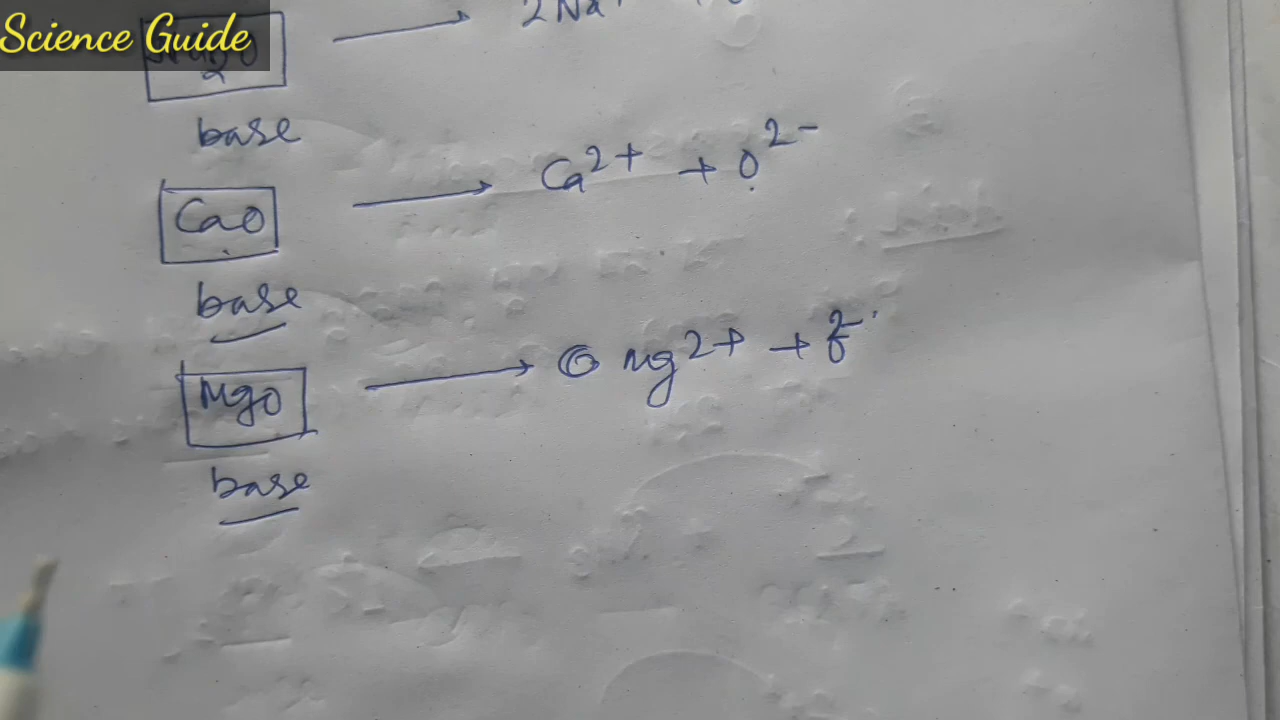 Science Guide
2Na+
base
CaO → Ca2+ + O2-
base
MgO → Mg2+ + O2-
base